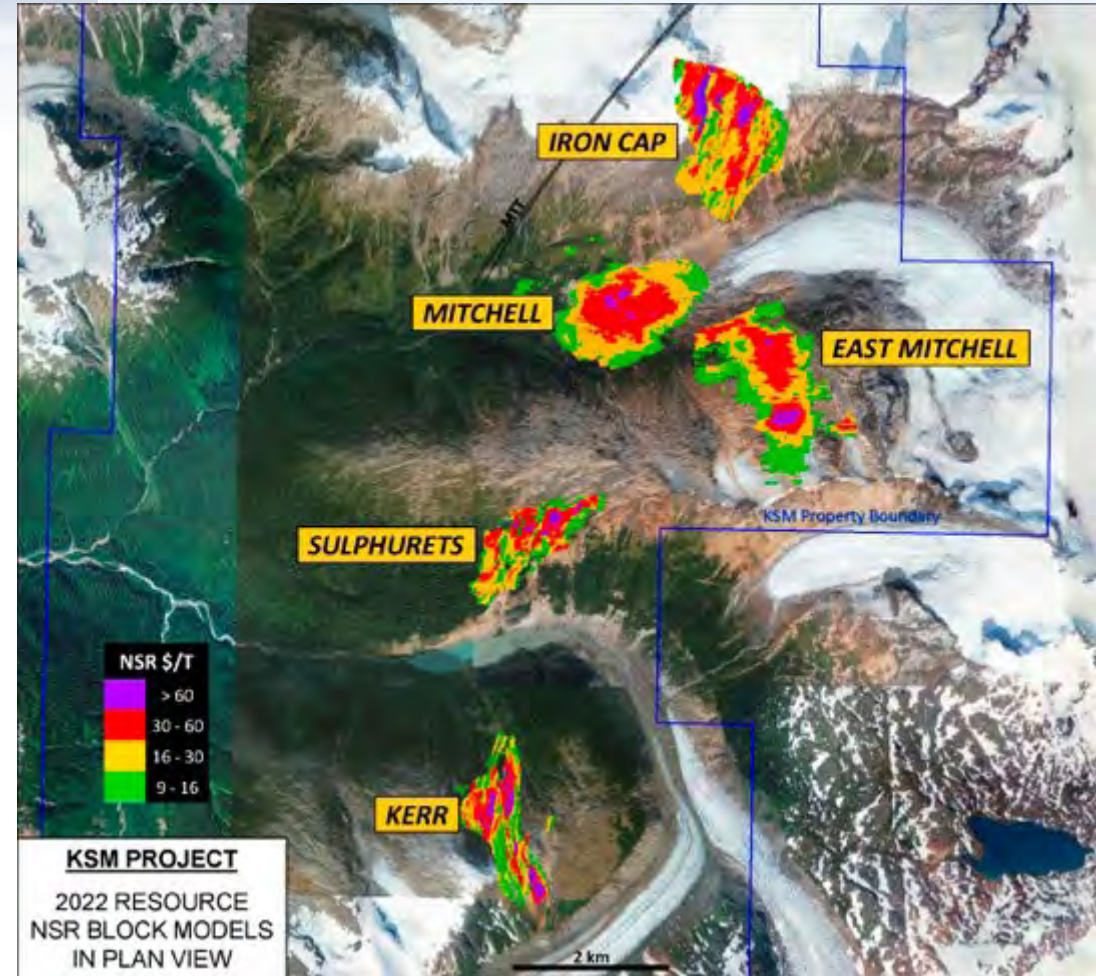 IRON CAP
MTT
MITCHELL
EAST MITCHELL
KSM Property Boundary
SULPHURETS
NSR $/T
> 60
30 - 60
16 - 30
9 - 16
KERR
KSM PROJECT
2022 RESOURCE
NSR BLOCK MODELS
IN PLAN VIEW
2 km